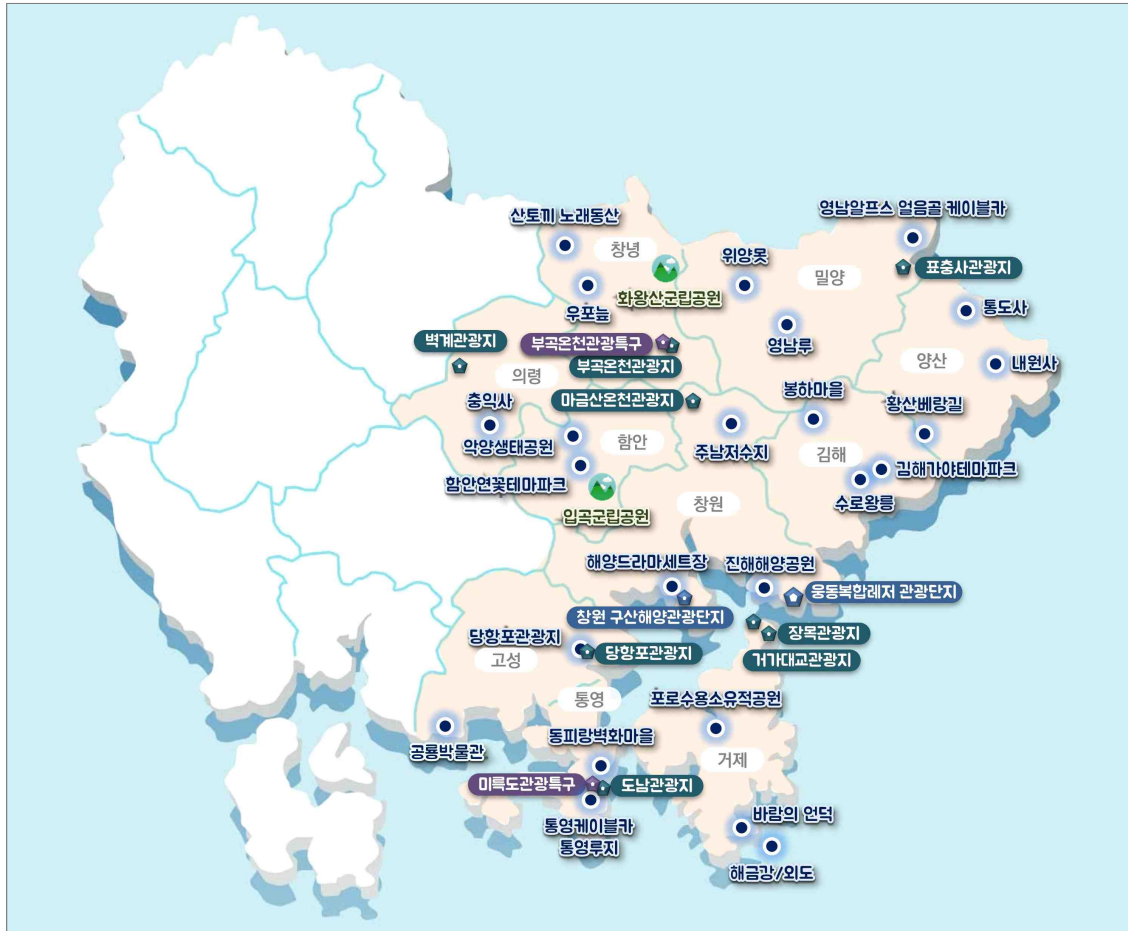 산토끼 노래동산
영남알프스 얼음골 케이블카
창녕
위양못
밀양
표충사관광지
화왕산군립공원
우포늪
통도사
벽계관광지
부곡온천관광특구
영남루
부곡온천관광지
양산
내원사
의령
마금산온천관광지
봉하마을
황산베랑길
충익사
악양생태공원
함안
주남저수지
김해
김해가야테마파크
함안연꽃테마파크
수로왕릉
입곡군립공원
창원
해양드라마세트장
진해해양공원
웅동복합레저 관광단지
창원 구산해양관광단지
당항포관광지
장목관광지
고성
당항포관광지
거가대교관광지
통영
포로수용소유적공원
동피랑벽화마을
공룡박물관
거제
미륵도관광특구
도남관광지
바람의 언덕
통영케이블카
통영루지
해금강/외도